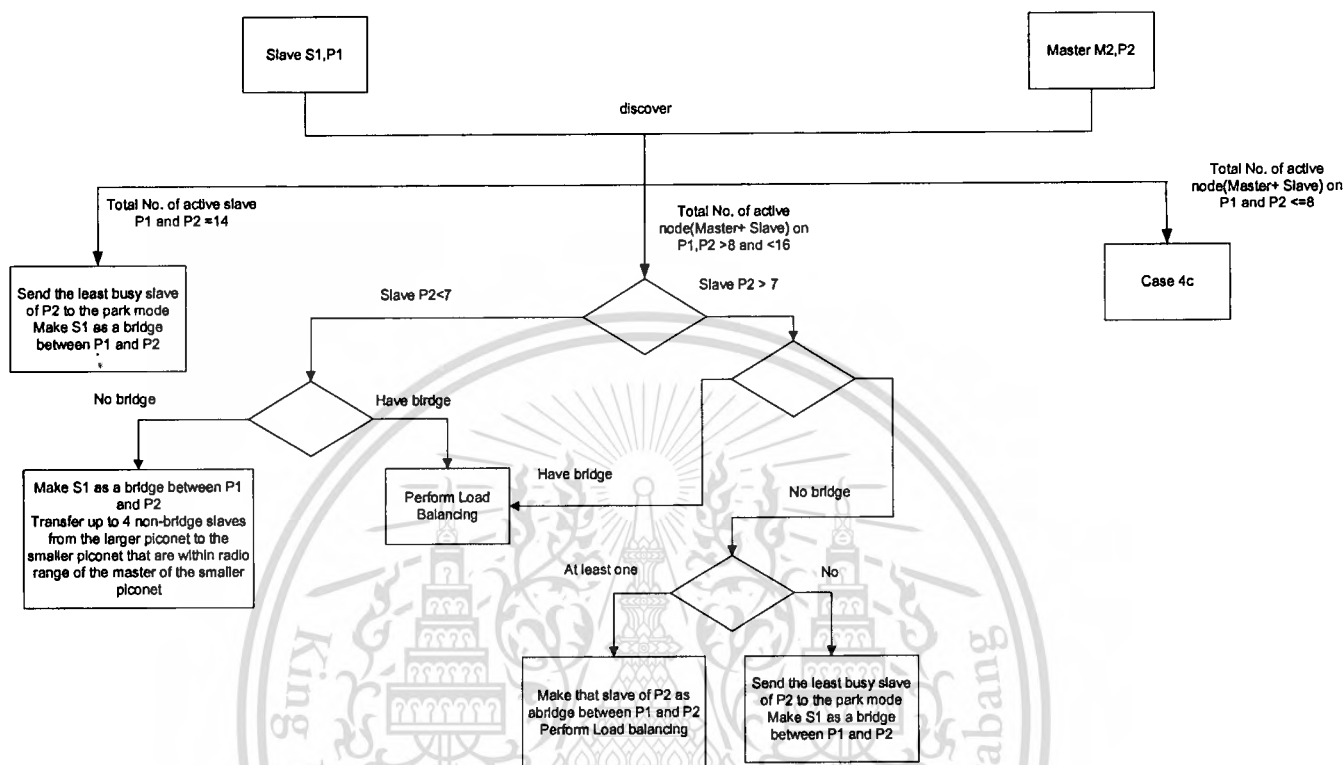 Slave S1,P1
Master M2,P2
discover
Total No. of active slave
P1 and P2 =14
Total No. of active
node(Master+ Slave) on
P1,P2 >8 and <16
Total No. of active
node(Master+ Slave) on
P1 and P2 <=8
Send the least busy slave
of P2 to the park mode
Make S1 as a bridge
between P1 and P2
Case 4c
Slave P2<7
Slave P2 > 7
No bridge
Have bridge
Make S1 as a bridge between P1
and P2
Transfer up to 4 non-bridge slaves
from the larger piconet to the
smaller piconet that are within radio
range of the master of the smaller
piconet
Perform Load
Balancing
Have bridge
No bridge
At least one
No
Make that slave of P2 as
abridge between P1 and P2
Perform Load balancing
Send the least busy slave
of P2 to the park mode
Make S1 as a bridge
between P1 and P2
King
abang